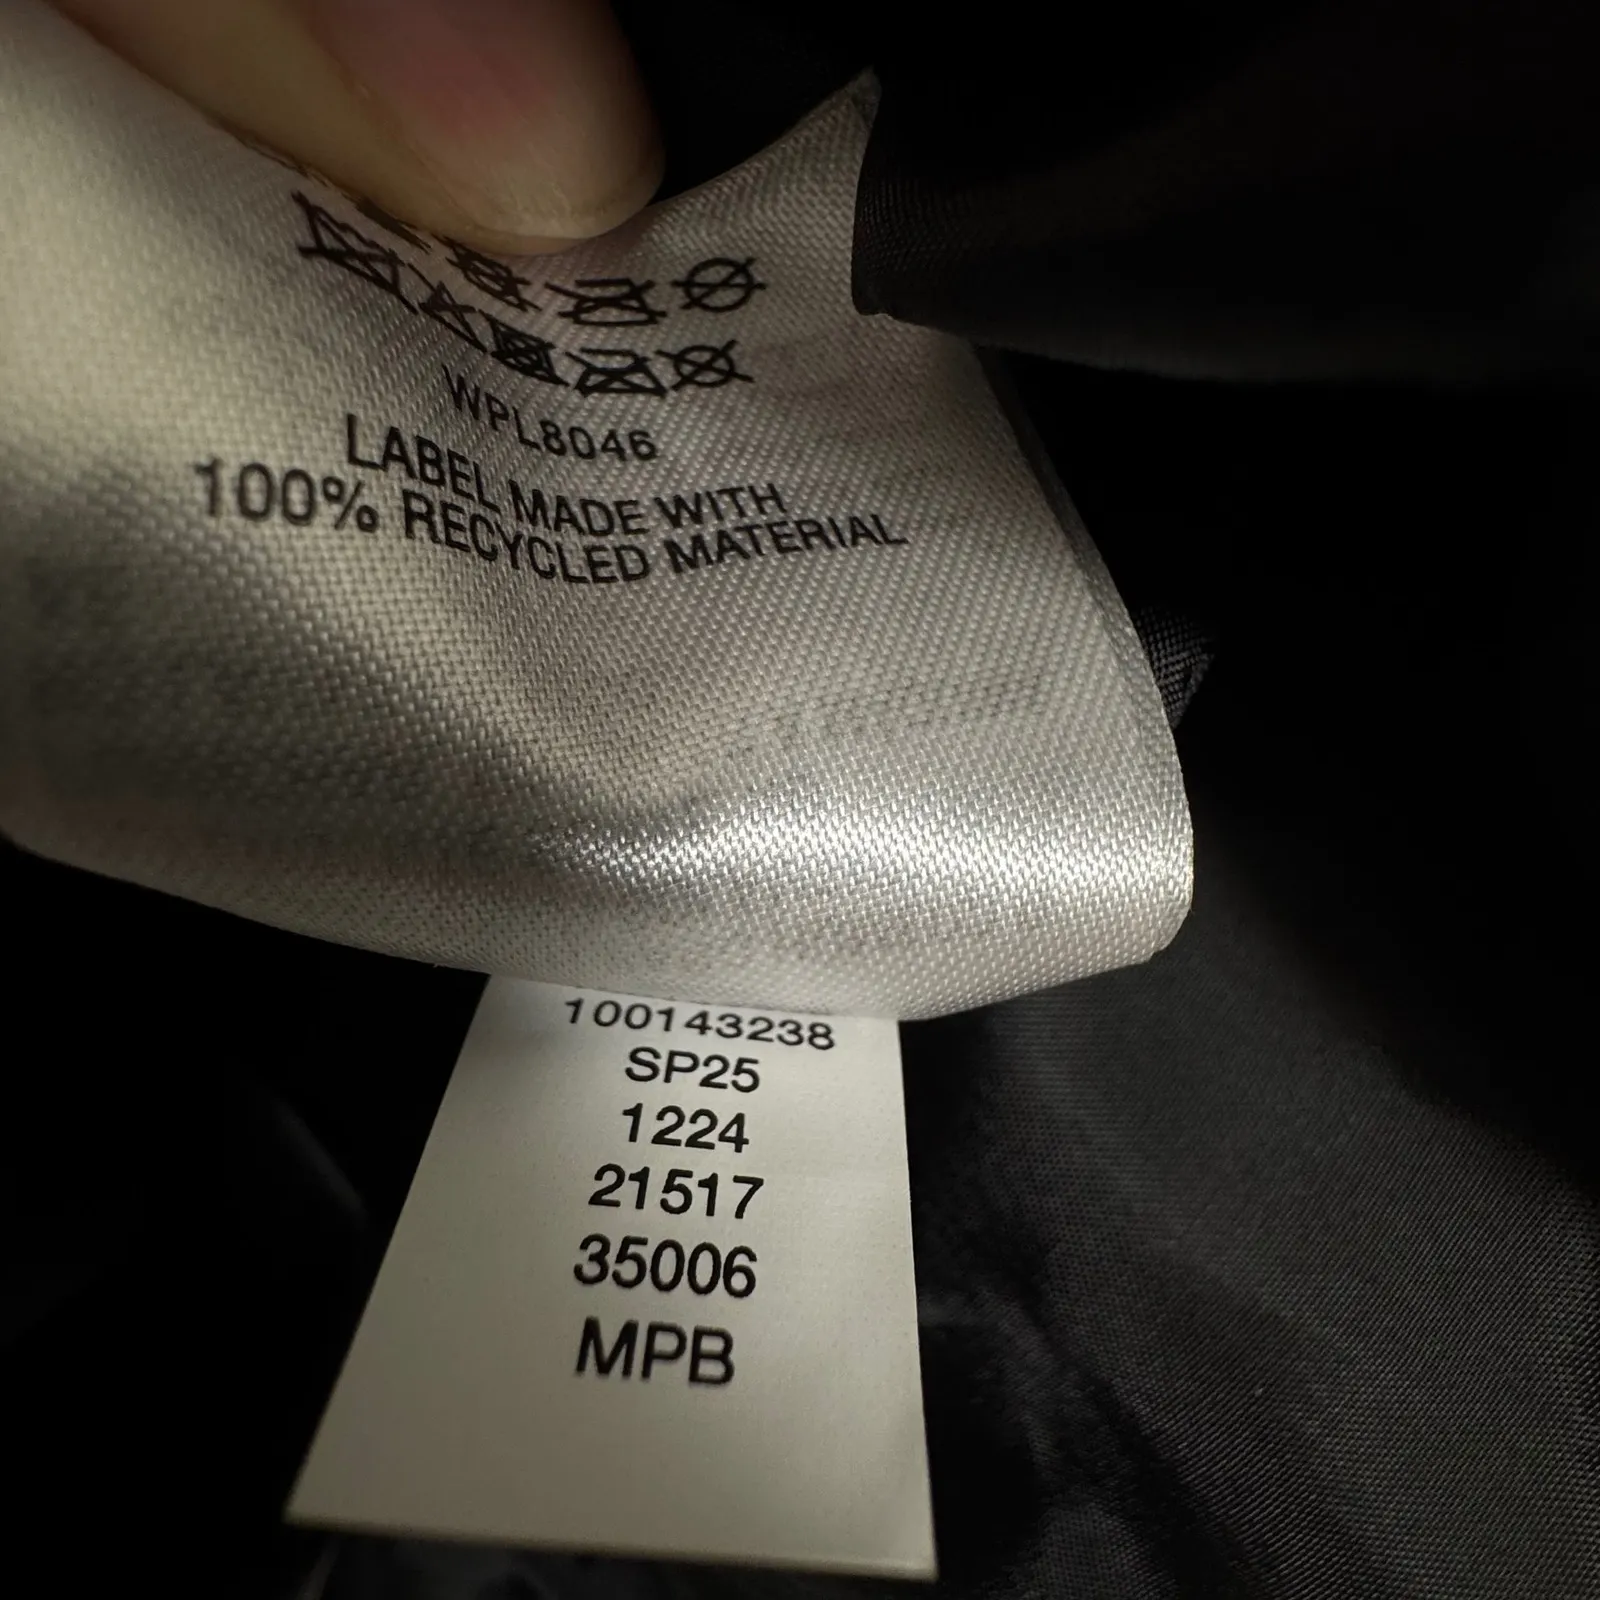 WPL8046
LABEL MADE WITH
100% RECYCLED MATERIAL
100143238
SP25
1224
21517
35006
MPB